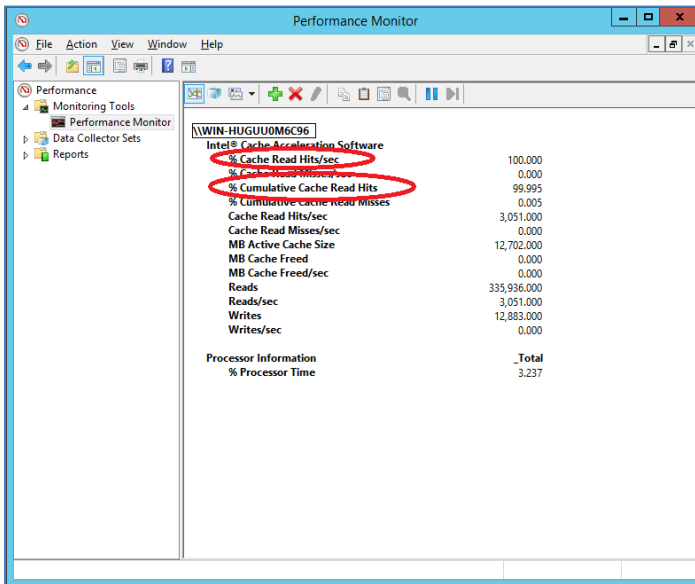 Performance Monitor
File Action View Window Help
Performance
Monitoring Tools
Performance Monitor
Data Collector Sets
Reports
\\WIN-HUGUU0M6C96
Intel® Cache Acceleration Software
% Cache Read Hits/sec 100.000
% Cache Read Misses/sec 0.000
% Cumulative Cache Read Hits 99.995
% Cumulative Cache Read Misses 0.005
Cache Read Hits/sec 3,051.000
Cache Read Misses/sec 0.000
MB Active Cache Size 12,702.000
MB Cache Freed 0.000
MB Cache Freed/sec 0.000
Reads 335,936.000
Reads/sec 3,051.000
Writes 12,883.000
Writes/sec 0.000
Processor Information _Total
% Processor Time 3.237